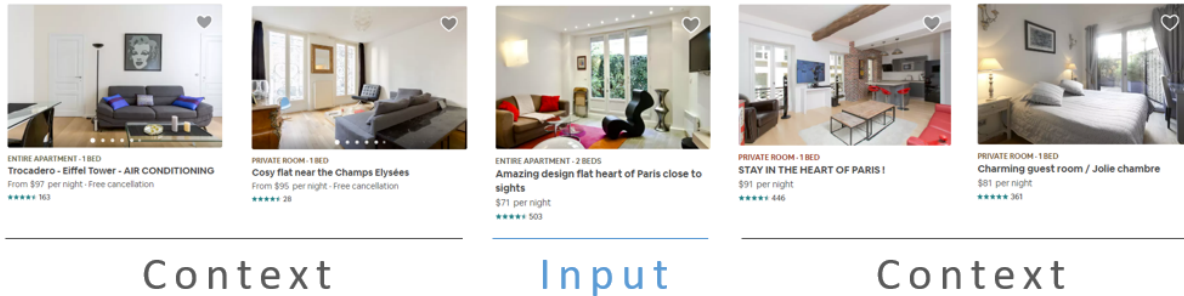 ENTIRE APARTMENT · 1 BED
Trocadero - Eiffel Tower - AIR CONDITIONING
From $97 per night · Free cancellation
163
PRIVATE ROOM · 1 BED
Cosy flat near the Champs Elysées
From $95 per night · Free cancellation
28
ENTIRE APARTMENT · 2 BEDS
Amazing design flat heart of Paris close to
sights
$71 per night
503
PRIVATE ROOM · 1 BED
STAY IN THE HEART OF PARIS !
$91 per night
446
PRIVATE ROOM · 1 BED
Charming guest room / Jolie chambre
$81 per night
361
Context
Input
Context